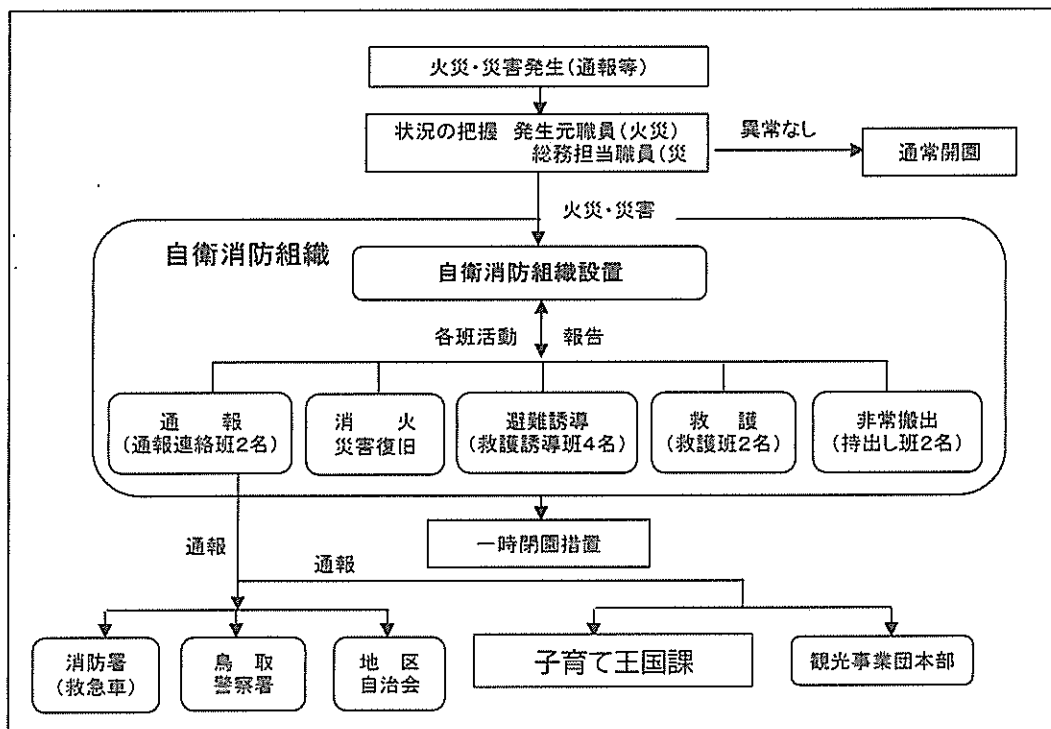 火災・災害発生(通報等)
状況の把握 発生元職員(火災)
総務担当職員(災
異常なし
通常開園
火災・災害
自衛消防組織
自衛消防組織設置
各班活動 報告
通 報
(通報連絡班2名)
消 火
災害復旧
避難誘導
(救護誘導班4名)
救 護
(救護班2名)
非常搬出
(持出し班2名)
一時閉園措置
通報
通報
消防署
(救急車)
鳥 取
警察署
地 区
自治会
子育て王国課
観光事業団本部